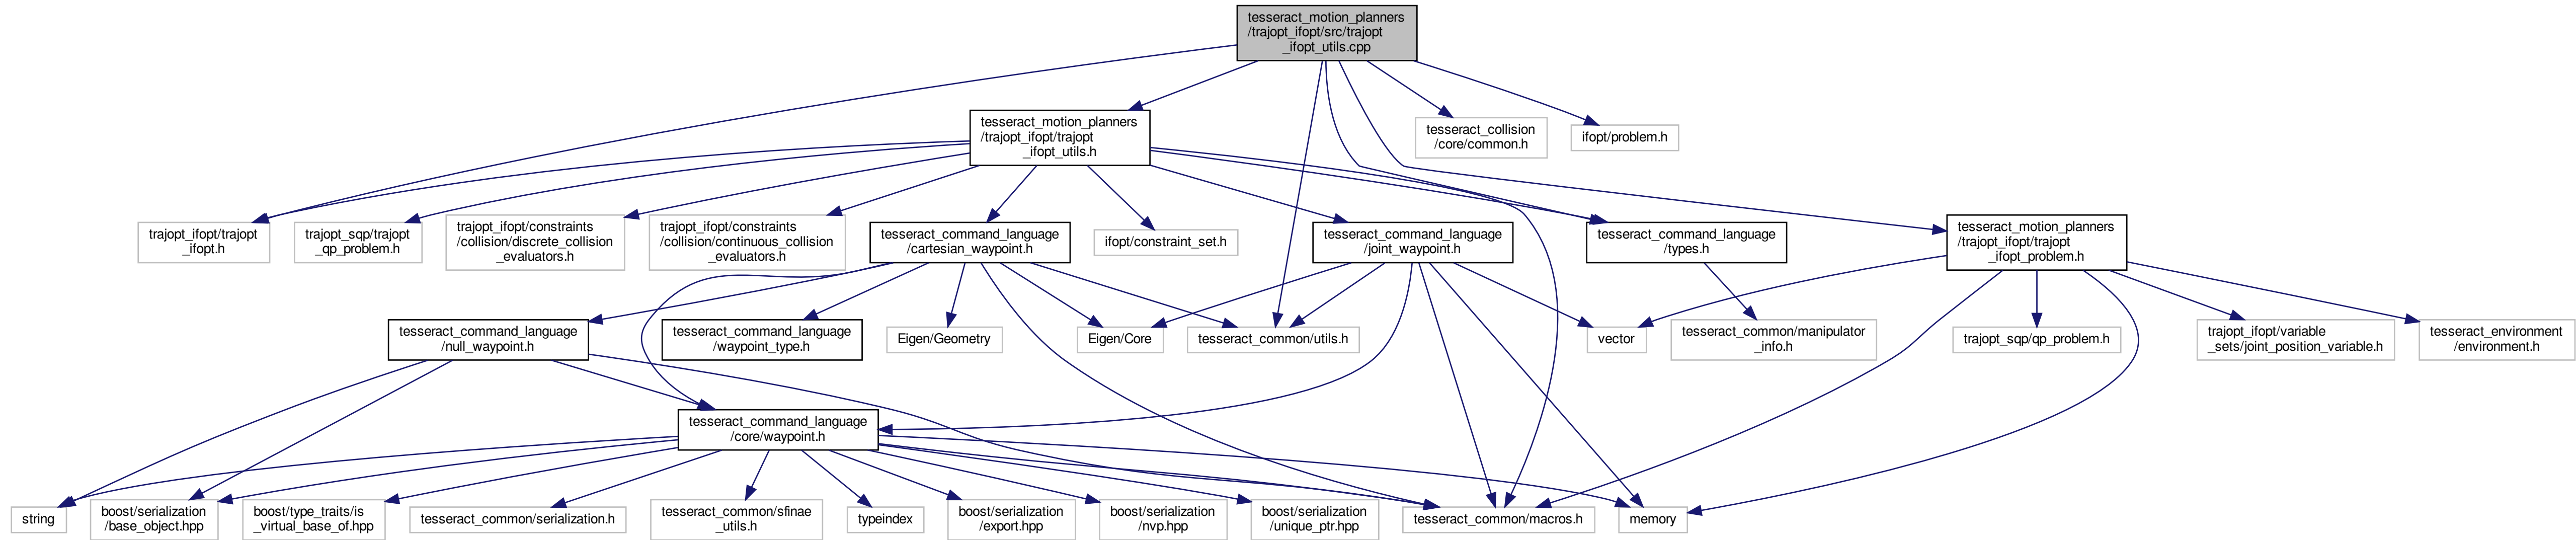 tesseract_motion_planners
/trajopt_ifopt/src/trajopt
_ifopt_utils.cpp
tesseract_motion_planners
/trajopt_ifopt/trajopt
_ifopt_utils.h
tesseract_collision
/core/common.h
ifopt/problem.h
trajopt_ifopt/trajopt
_ifopt.h
trajopt_sqp/trajopt
_qp_problem.h
trajopt_ifopt/constraints
/collision/discrete_collision
_evaluators.h
trajopt_ifopt/constraints
/collision/continuous_collision
_evaluators.h
tesseract_command_language
/cartesian_waypoint.h
ifopt/constraint_set.h
tesseract_command_language
/joint_waypoint.h
tesseract_command_language
/types.h
tesseract_motion_planners
/trajopt_ifopt/trajopt
_ifopt_problem.h
tesseract_command_language
/null_waypoint.h
tesseract_command_language
/waypoint_type.h
Eigen/Geometry
Eigen/Core
tesseract_common/utils.h
vector
tesseract_common/manipulator
_info.h
trajopt_sqp/qp_problem.h
trajopt_ifopt/variable
_sets/joint_position_variable.h
tesseract_environment
/environment.h
tesseract_command_language
/core/waypoint.h
string
boost/serialization
/base_object.hpp
boost/type_traits/is
_virtual_base_of.hpp
tesseract_common/serialization.h
tesseract_common/sfinae
_utils.h
typeindex
boost/serialization
/export.hpp
boost/serialization
/nvp.hpp
boost/serialization
/unique_ptr.hpp
tesseract_common/macros.h
memory